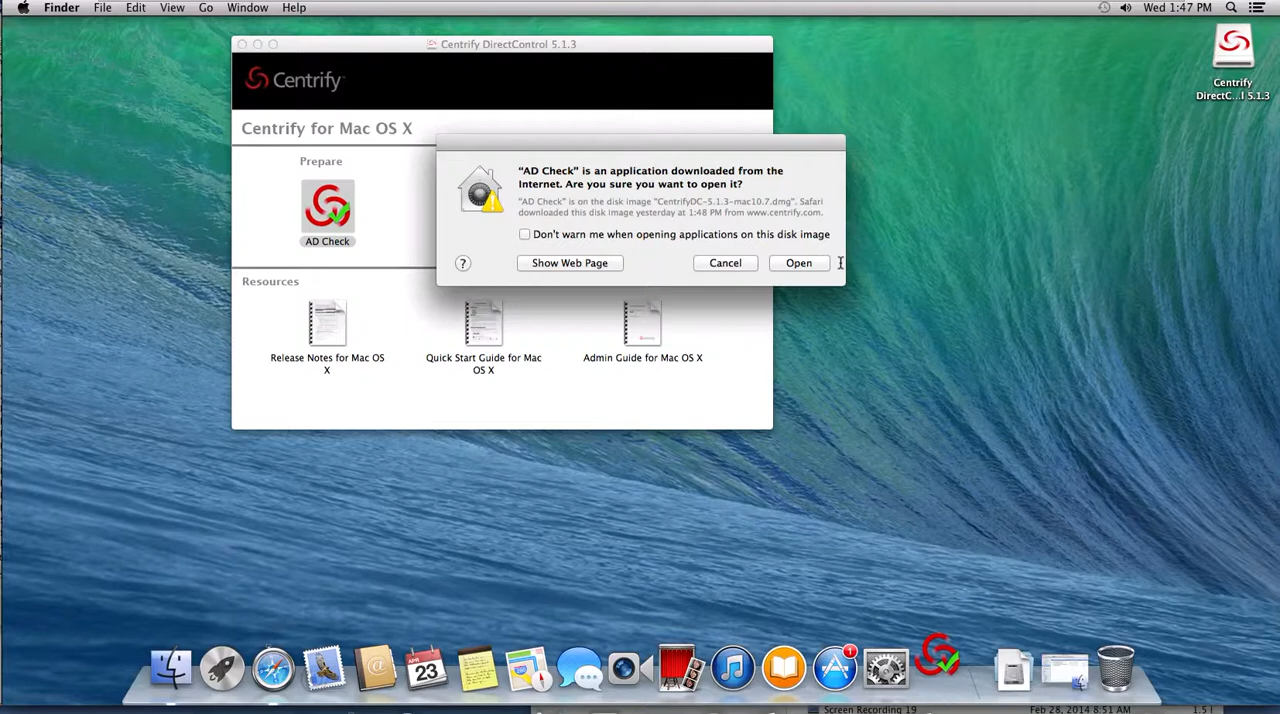 Finder File Edit View Go Window Help
Wed 1:47 PM
Centrify DirectControl 5.1.3
Centrify
Centrify for Mac OS X
Prepare
AD Check
"AD Check" is an application downloaded from the
Internet. Are you sure you want to open it?
"AD Check" is on the disk image "CentrifyDC-5.1.3-mac10.7.dmg". Safari
downloaded this disk image yesterday at 1:48 PM from www.centrify.com.
Don't warn me when opening applications on this disk image
?
Show Web Page
Cancel
Open
Resources
Release Notes for Mac OS
X
Quick Start Guide for Mac
OS X
Admin Guide for Mac OS X
Centrify
DirectC...l 5.1.3
APR
23
1
Screen Recording 19
Feb 28, 2014 8:51 AM